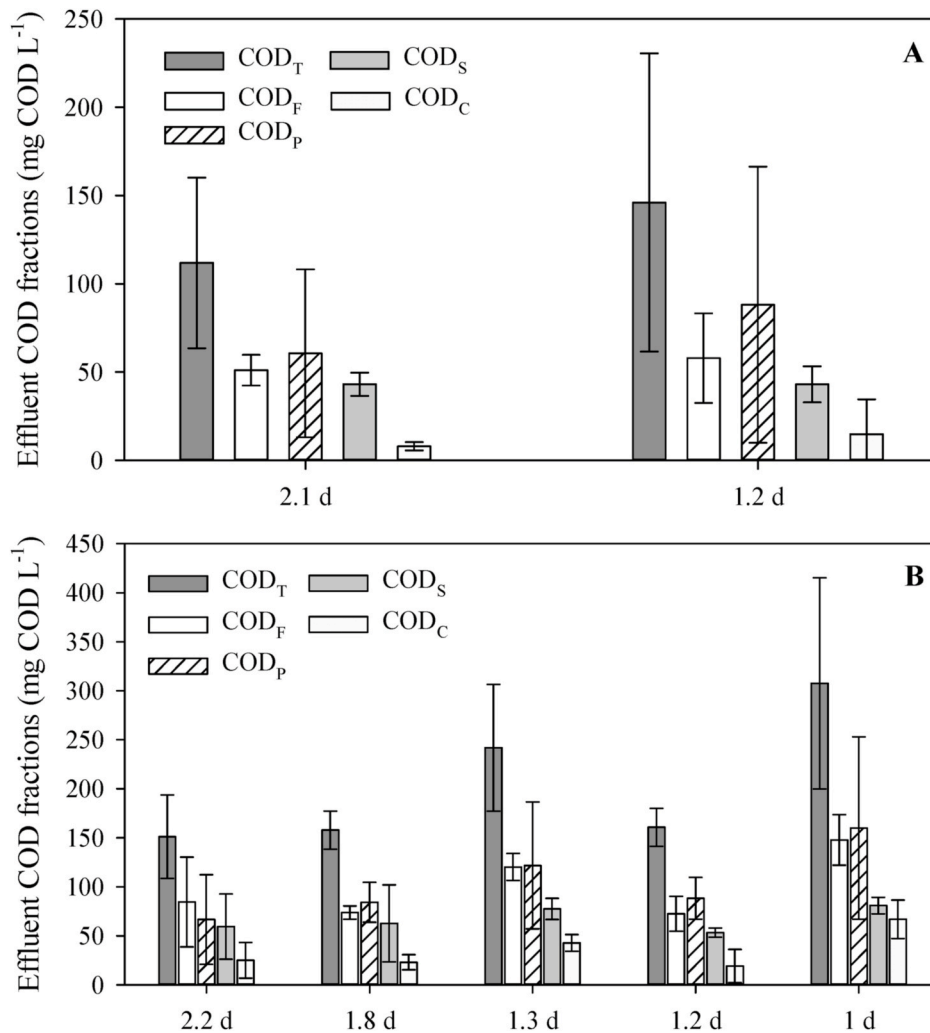 A
Effluent COD fractions (mg COD L⁻¹)
250
200
150
100
50
0
COD_T COD_S
COD_F COD_C
COD_P
2.1 d 1.2 d
B
Effluent COD fractions (mg COD L⁻¹)
450
400
350
300
250
200
150
100
50
0
COD_T COD_S
COD_F COD_C
COD_P
2.2 d 1.8 d 1.3 d 1.2 d 1 d